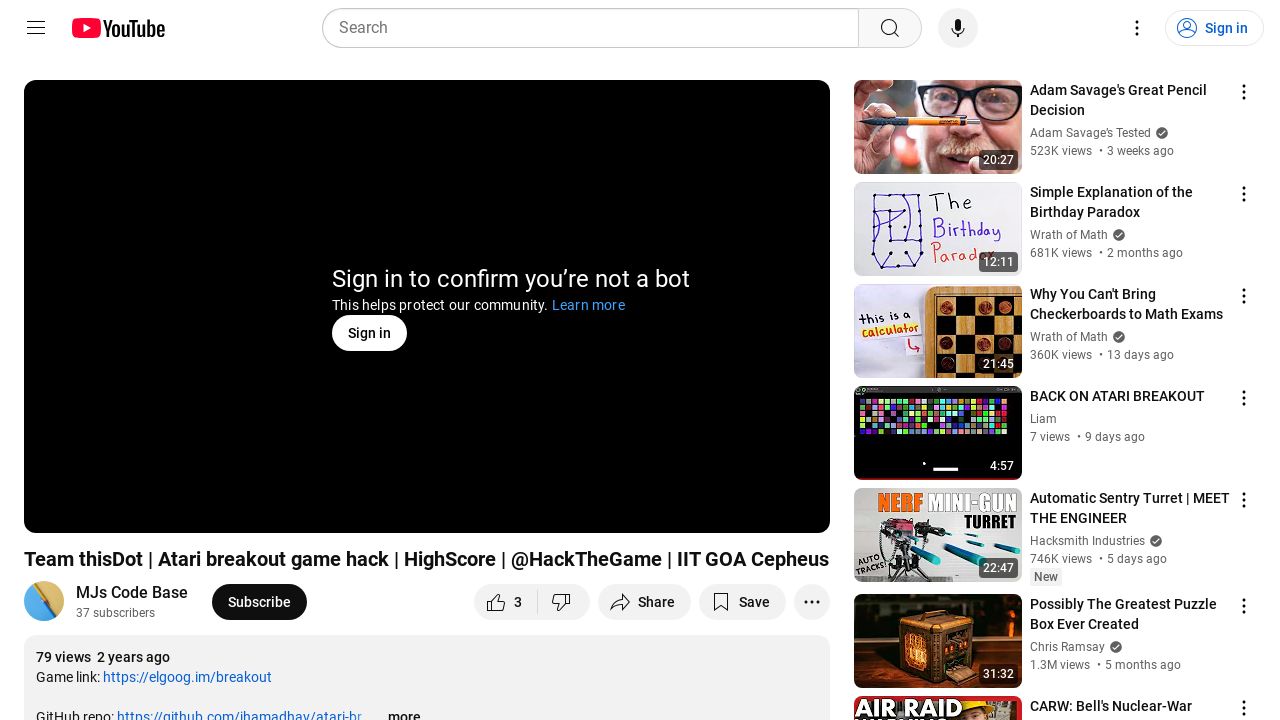 YouTube
Search
Sign in
Sign in to confirm you’re not a bot
This helps protect our community. Learn more
Sign in
Team thisDot | Atari breakout game hack | HighScore | @HackTheGame | IIT GOA Cepheus
MJs Code Base
37 subscribers
Subscribe
3
Share
Save
79 views 2 years ago
Game link: https://elgoog.im/breakout
GitHub repo: https://github.com/jhamadhav/atari-br...
...more
20:27
Adam Savage's Great Pencil
Decision
Adam Savage’s Tested
523K views • 3 weeks ago
The
Birthday
Paradox
12:11
Simple Explanation of the
Birthday Paradox
Wrath of Math
681K views • 2 months ago
this is a
calculator
21:45
Why You Can't Bring
Checkerboards to Math Exams
Wrath of Math
360K views • 13 days ago
4:57
BACK ON ATARI BREAKOUT
Liam
7 views • 9 days ago
NERF MINI-GUN
TURRET
AUTO
TRACKS!
22:47
Automatic Sentry Turret | MEET
THE ENGINEER
Hacksmith Industries
746K views • 5 days ago
New
31:32
Possibly The Greatest Puzzle
Box Ever Created
Chris Ramsay
1.3M views • 5 months ago
AIR RAID
CARW: Bell's Nuclear-War